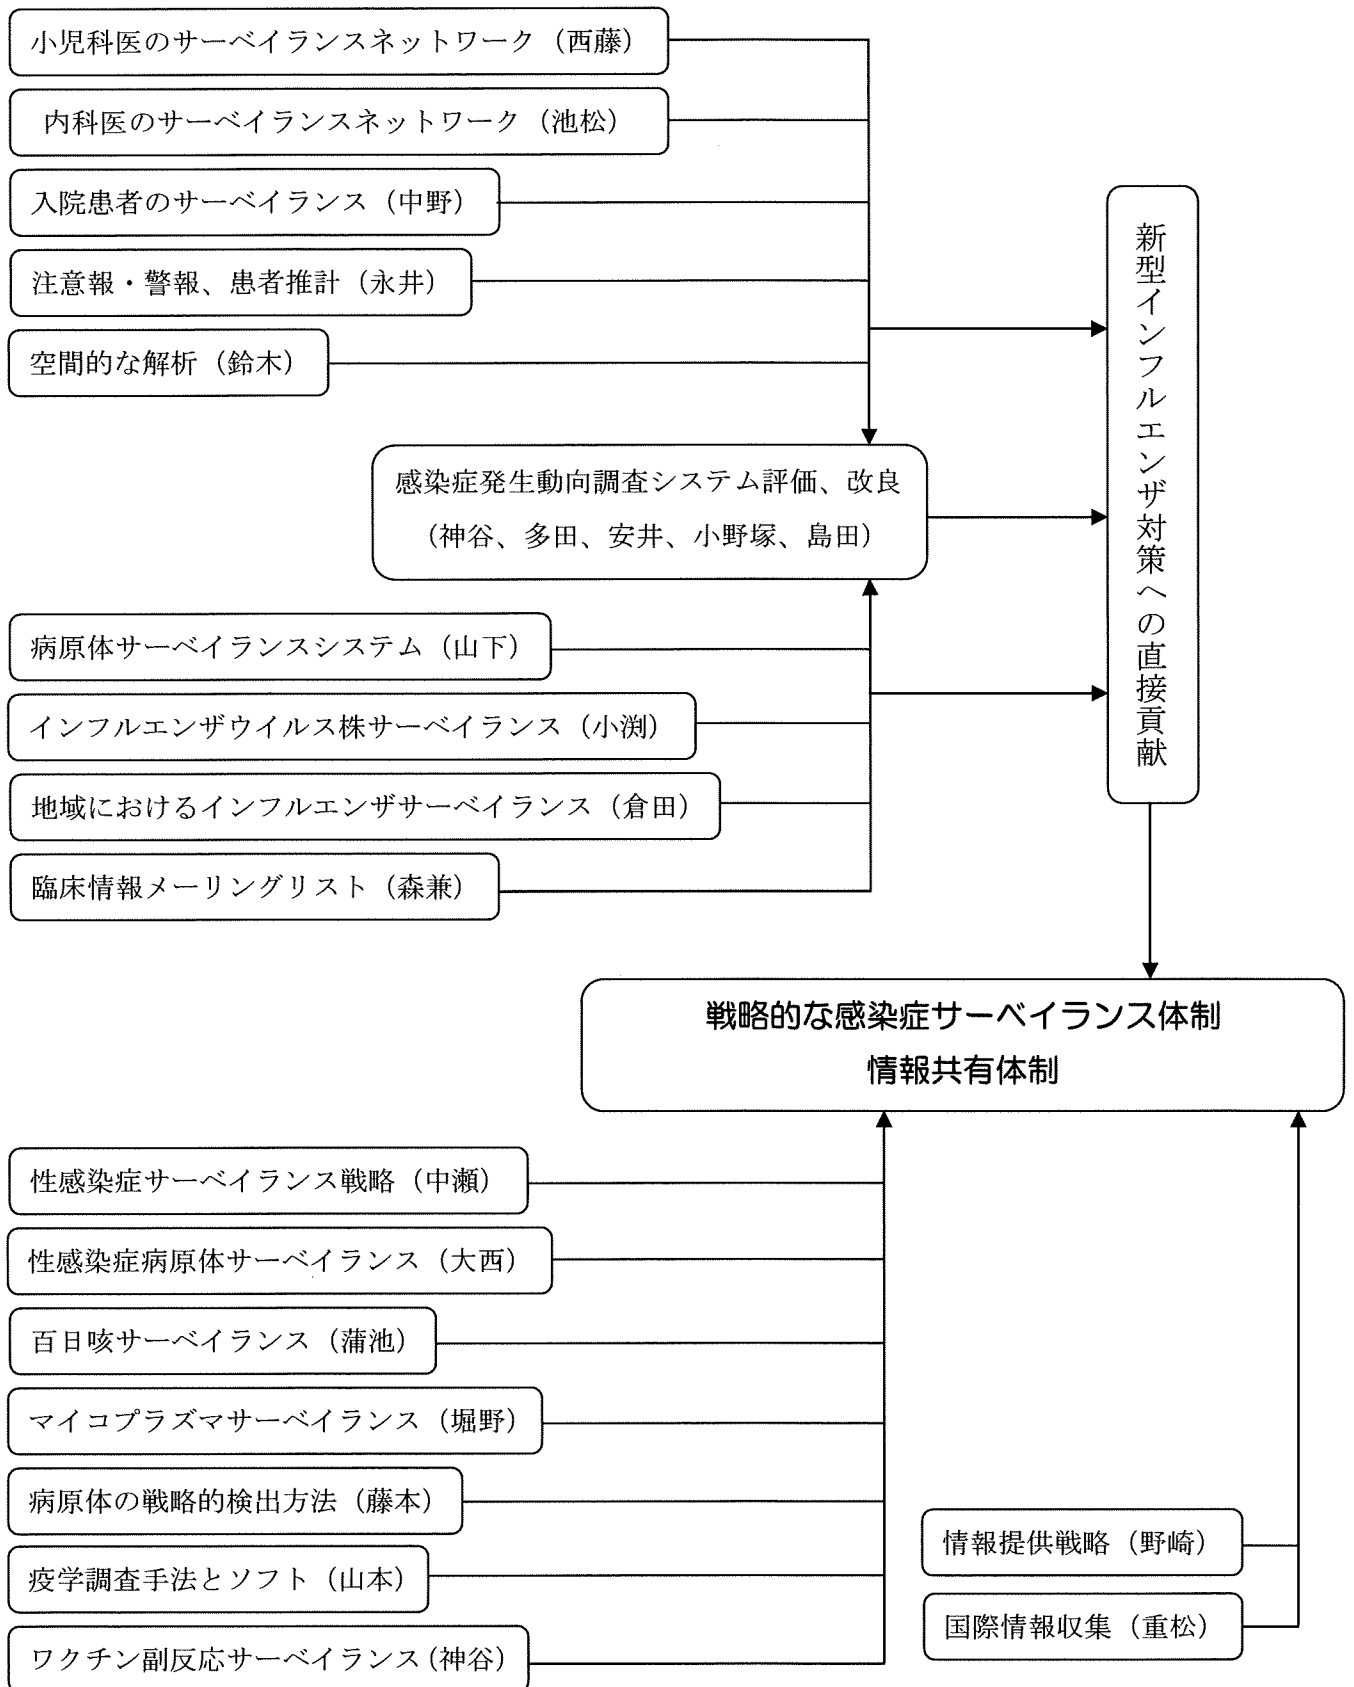 小児科医のサーベイランスネットワーク（西藤）
内科医のサーベイランスネットワーク（池松）
入院患者のサーベイランス（中野）
注意報・警報、患者推計（永井）
空間的な解析（鈴木）
新型インフルエンザ対策への直接貢献
感染症発生動向調査システム評価、改良
（神谷、多田、安井、小野塚、島田）
病原体サーベイランスシステム（山下）
インフルエンザウイルス株サーベイランス（小渕）
地域におけるインフルエンザサーベイランス（倉田）
臨床情報メーリングリスト（森兼）
戦略的な感染症サーベイランス体制
情報共有体制
性感染症サーベイランス戦略（中瀬）
性感染症病原体サーベイランス（大西）
百日咳サーベイランス（蒲池）
マイコプラズマサーベイランス（堀野）
病原体の戦略的検出方法（藤本）
疫学調査手法とソフト（山本）
ワクチン副反応サーベイランス（神谷）
情報提供戦略（野崎）
国際情報収集（重松）